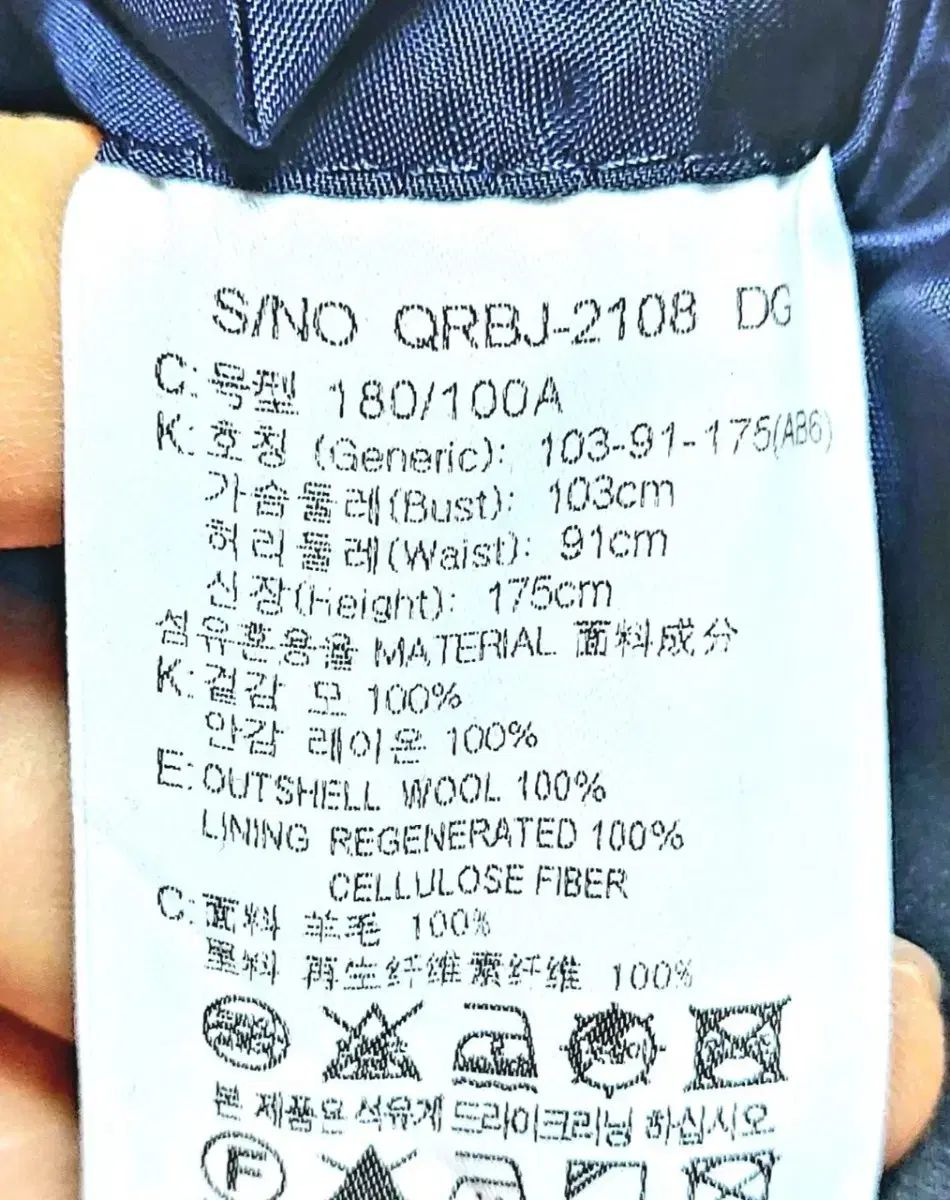 S/NO QRBJ-2108 DG
C: 号型 180/100A
K: 호칭 (Generic): 103-91-175(AB6)
가슴둘레(Bust): 103cm
허리둘레(Waist): 91cm
신장(Height): 175cm
섬유혼용율 MATERIAL 面料成分
K: 겉감 모 100%
안감 레이온 100%
E: OUTSHELL WOOL 100%
LINING REGENERATED 100%
CELLULOSE FIBER
C: 面料 羊毛 100%
里料 再生纤维素纤维 100%
본 제품은 석유계 드라이크리닝 하십시오
F